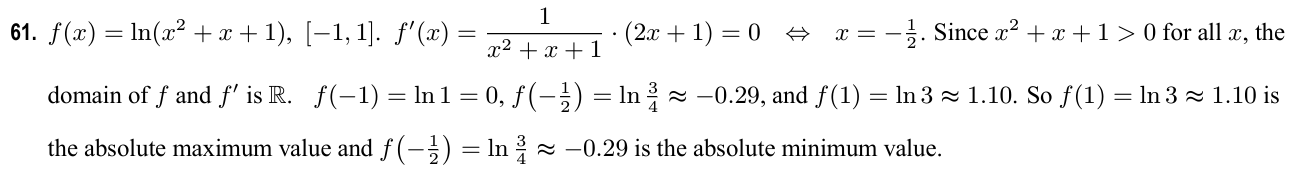 61. f(x) = ln(x² + x + 1), [−1, 1]. f′(x) = 1/(x² + x + 1) · (2x + 1) = 0 ⇔ x = −1/2. Since x² + x + 1 > 0 for all x, the
domain of f and f′ is ℝ. f(−1) = ln 1 = 0, f(−1/2) = ln 3/4 ≈ −0.29, and f(1) = ln 3 ≈ 1.10. So f(1) = ln 3 ≈ 1.10 is
the absolute maximum value and f(−1/2) = ln 3/4 ≈ −0.29 is the absolute minimum value.